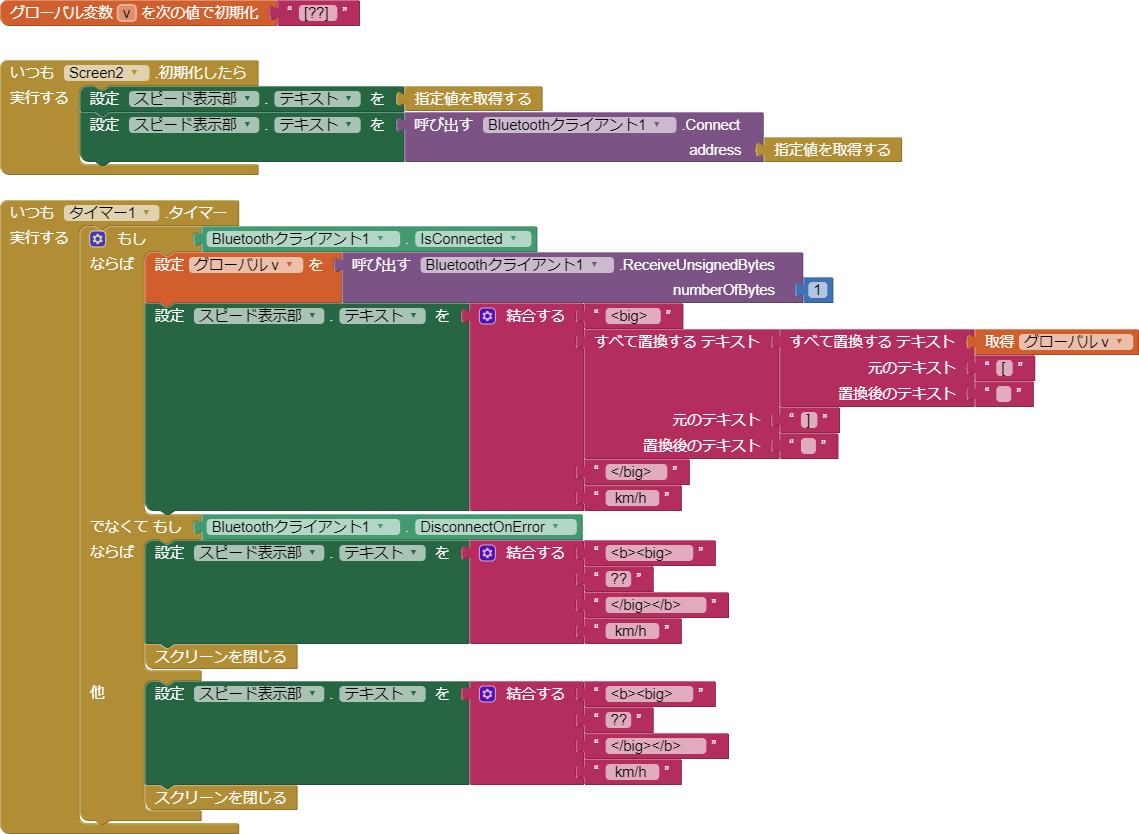 グローバル変数 v を次の値で初期化 “ [??] ”
いつも Screen2 .初期化したら
実行する 設定 スピード表示部 . テキスト を 指定値を取得する
設定 スピード表示部 . テキスト を 呼び出す Bluetoothクライアント1 .Connect
address 指定値を取得する
いつも タイマー1 .タイマー
実行する もし Bluetoothクライアント1 . IsConnected
ならば 設定 グローバル v を 呼び出す Bluetoothクライアント1 .ReceiveUnsignedBytes
numberOfBytes 1
設定 スピード表示部 . テキスト を 結合する “ <big> ”
すべて置換する テキスト すべて置換する テキスト 取得 グローバル v
元のテキスト “ [ ”
置換後のテキスト “ ”
元のテキスト “ ] ”
置換後のテキスト “ ”
“ </big> ”
“ km/h ”
でなくて もし Bluetoothクライアント1 . DisconnectOnError
ならば 設定 スピード表示部 . テキスト を 結合する “ <b><big> ”
“ ?? ”
“ </big></b> ”
“ km/h ”
スクリーンを閉じる
他 設定 スピード表示部 . テキスト を 結合する “ <b><big> ”
“ ?? ”
“ </big></b> ”
“ km/h ”
スクリーンを閉じる